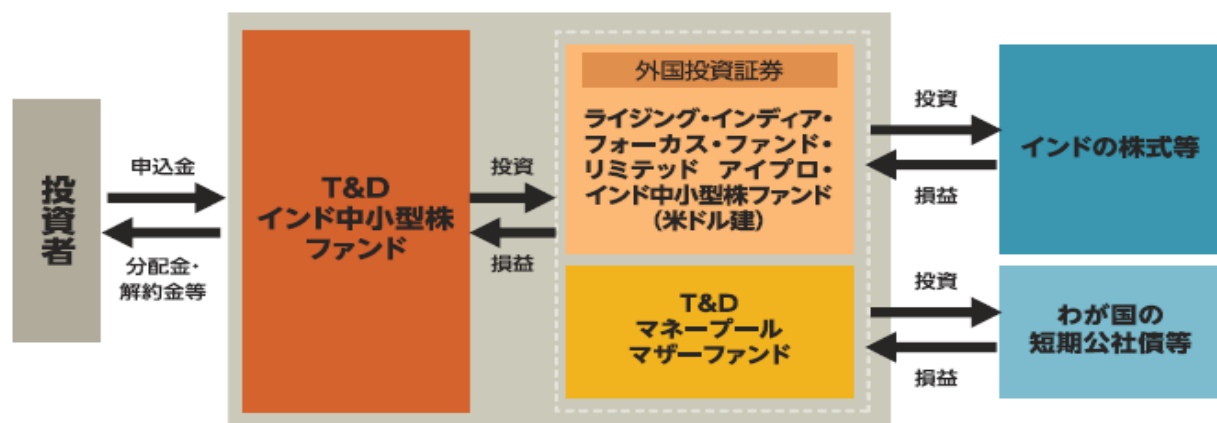 投資者
申込金
分配金・
解約金等
T&D
インド中小型株
ファンド
投資
損益
外国投資証券
ライジング・インディア・
フォーカス・ファンド・
リミテッド アイプロ・
インド中小型株ファンド
（米ドル建）
T&D
マネープール
マザーファンド
投資
損益
インドの株式等
投資
損益
わが国の
短期公社債等